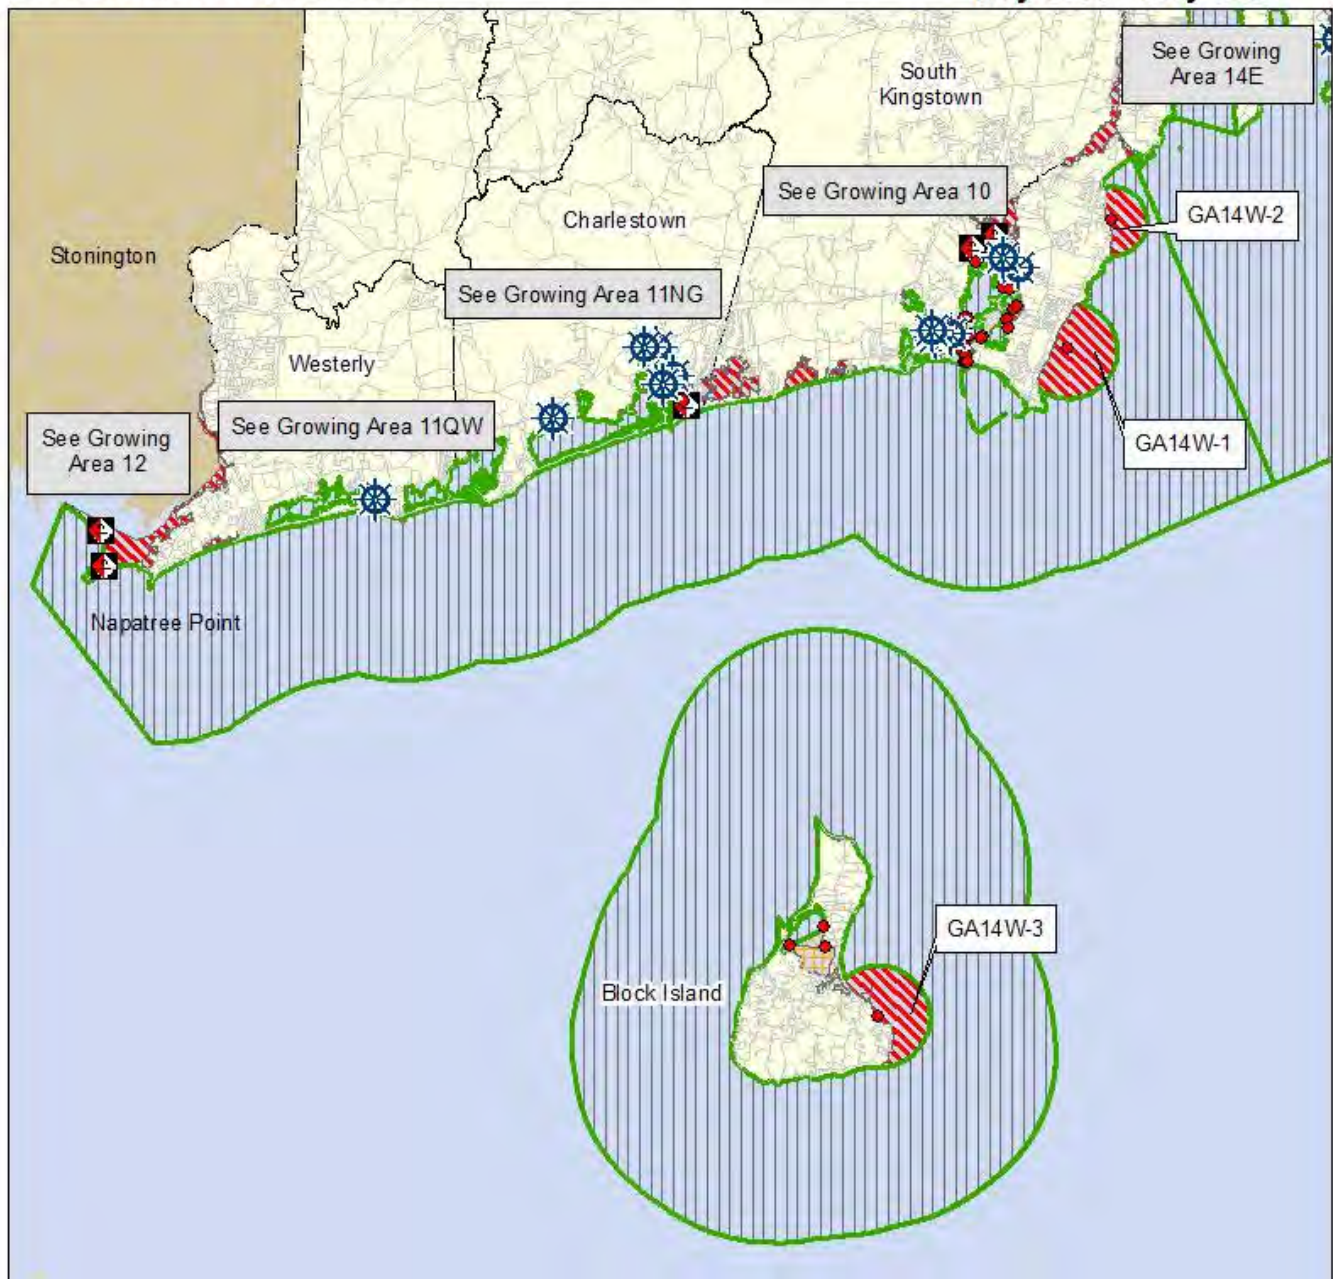 See Growing
Area 14E
South
Kingstown
See Growing Area 10
GA14W-2
Charlestown
Stonington
See Growing Area 11NG
Westerly
See Growing Area 11QW
See Growing
Area 12
GA14W-1
Napatree Point
GA14W-3
Block Island